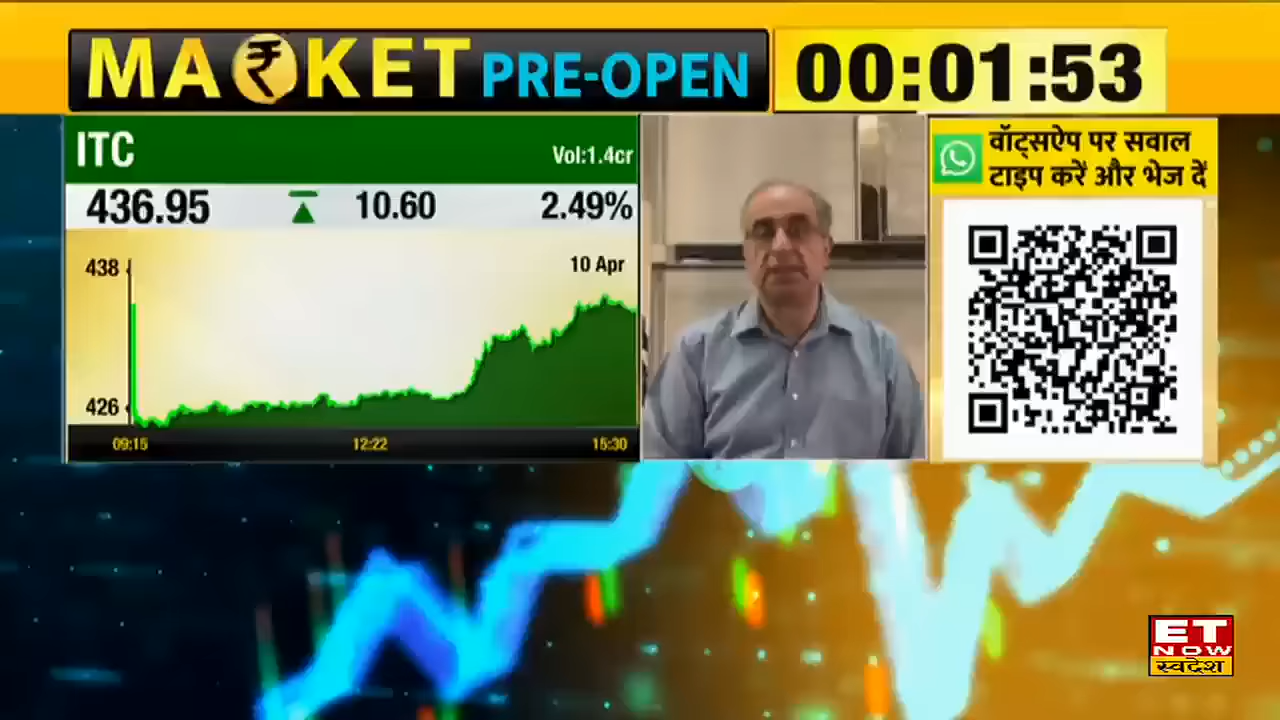 MA₹KET PRE-OPEN
00:01:53
ITC
Vol:1.4cr
436.95 10.60 2.49%
438
10 Apr
426
09:15 12:22 15:30
वॉट्सऐप पर सवाल
टाइप करें और भेज दें
ET
NOW
स्वदेश